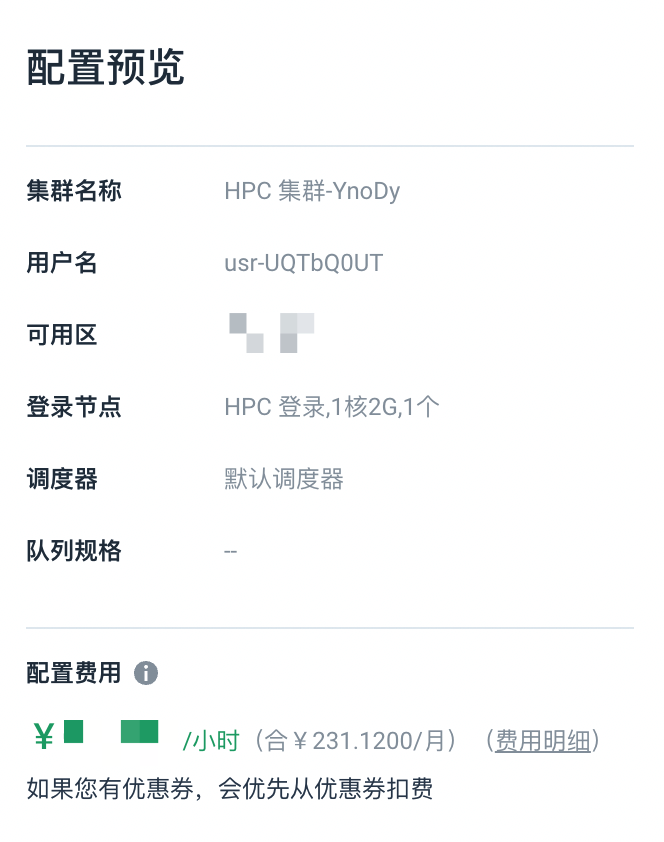 配置预览
集群名称 HPC 集群-YnoDy
用户名 usr-UQTbQ0UT
可用区
登录节点 HPC 登录,1核2G,1个
调度器 默认调度器
队列规格 --
配置费用
¥ /小时（合¥231.1200/月）（费用明细）
如果您有优惠券，会优先从优惠券扣费